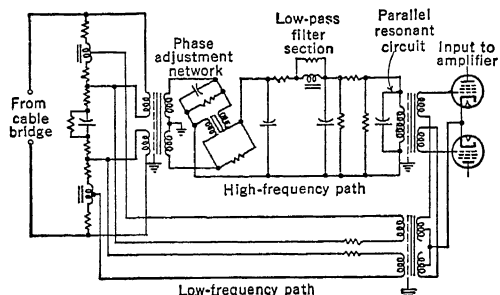 Low-pass
filter
section
Parallel
resonant
circuit
Input to
amplifier
Phase
adjustment
network
From
cable
bridge
High-frequency path
Low-frequency path